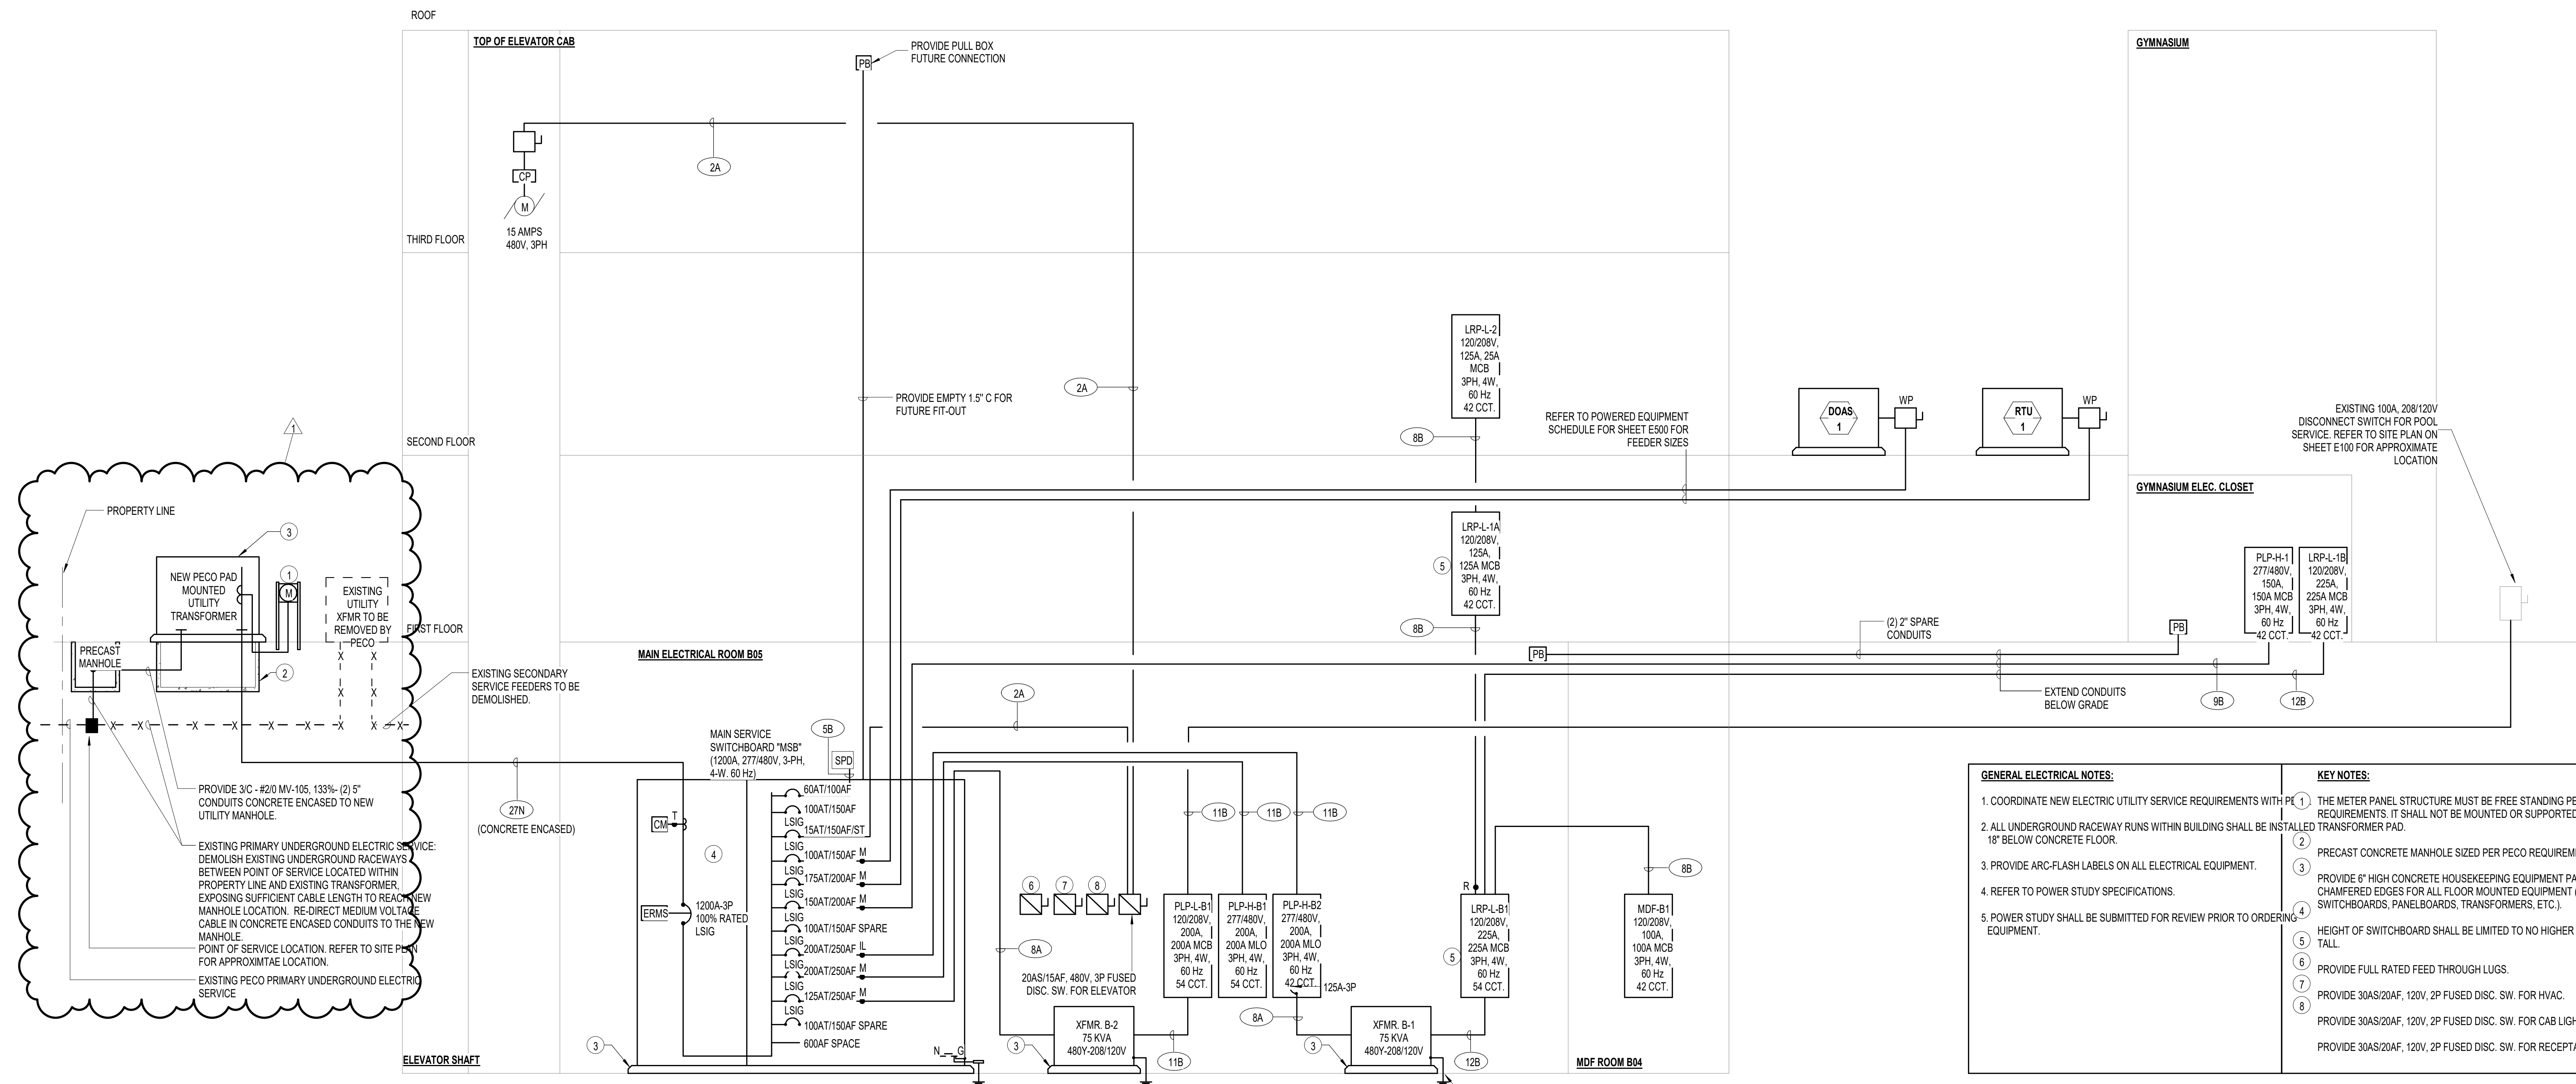 ROOF
TOP OF ELEVATOR CAB
PB
PROVIDE PULL BOX
FUTURE CONNECTION
GYMNASIUM
2A
CP
M
15 AMPS
480V, 3PH
THIRD FLOOR
LRP-L-2
120/208V,
125A, 25A
MCB
3PH, 4W,
60 Hz
42 CCT.
2A
PROVIDE EMPTY 1.5" C FOR
FUTURE FIT-OUT
8B
REFER TO POWERED EQUIPMENT
SCHEDULE FOR SHEET E500 FOR
FEEDER SIZES
DOAS
1
WP
RTU
1
WP
EXISTING 100A, 208/120V
DISCONNECT SWITCH FOR POOL
SERVICE. REFER TO SITE PLAN ON
SHEET E100 FOR APPROXIMATE
LOCATION
1
SECOND FLOOR
GYMNASIUM ELEC. CLOSET
PROPERTY LINE
3
NEW PECO PAD
MOUNTED
UTILITY
TRANSFORMER
1
M
EXISTING
UTILITY
XFMR TO BE
REMOVED BY
PECO
FIRST FLOOR
LRP-L-1A
120/208V,
125A,
125A MCB
3PH, 4W,
60 Hz
42 CCT.
5
8B
PLP-H-1
277/480V,
150A,
150A MCB
3PH, 4W,
60 Hz
42 CCT.
LRP-L-1B
120/208V,
225A,
225A MCB
3PH, 4W,
60 Hz
42 CCT.
(2) 2" SPARE
CONDUITS
PB
PB
PRECAST
MANHOLE
2
X X
X X
X X X X X X X X
EXISTING SECONDARY
SERVICE FEEDERS TO BE
DEMOLISHED.
MAIN ELECTRICAL ROOM B05
2A
EXTEND CONDUITS
BELOW GRADE
9B
12B
MAIN SERVICE
SWITCHBOARD "MSB"
(1200A, 277/480V, 3-PH,
4-W. 60 Hz)
5B
SPD
PROVIDE 3/C - #2/0 MV-105, 133%- (2) 5"
CONDUITS CONCRETE ENCASED TO NEW
UTILITY MANHOLE.
27N
(CONCRETE ENCASED)
EXISTING PRIMARY UNDERGROUND ELECTRIC SERVICE:
DEMOLISH EXISTING UNDERGROUND RACEWAYS
BETWEEN POINT OF SERVICE LOCATED WITHIN
PROPERTY LINE AND EXISTING TRANSFORMER,
EXPOSING SUFFICIENT CABLE LENGTH TO REACH NEW
MANHOLE LOCATION. RE-DIRECT MEDIUM VOLTAGE
CABLE IN CONCRETE ENCASED CONDUITS TO THE NEW
MANHOLE.
POINT OF SERVICE LOCATION. REFER TO SITE PLAN
FOR APPROXIMTAE LOCATION.
EXISTING PECO PRIMARY UNDERGROUND ELECTRIC
SERVICE
CM
T
4
ERMS
1200A-3P
100% RATED
LSIG
60AT/100AF
100AT/150AF
LSIG
15AT/150AF/ST
LSIG
100AT/150AF M
LSIG
175AT/200AF M
LSIG
150AT/200AF M
LSIG
100AT/150AF SPARE
LSIG
200AT/250AF IL
LSIG
200AT/250AF M
LSIG
125AT/250AF M
LSIG
100AT/150AF SPARE
600AF SPACE
N G
3
ELEVATOR SHAFT
11B
11B
11B
8A
6
7
8
20AS/15AF, 480V, 3P FUSED
DISC. SW. FOR ELEVATOR
PLP-L-B1
120/208V,
200A,
200A MCB
3PH, 4W,
60 Hz
54 CCT.
PLP-H-B1
277/480V,
200A,
200A MLO
3PH, 4W,
60 Hz
54 CCT.
PLP-H-B2
277/480V,
200A,
200A MLO
3PH, 4W,
60 Hz
42 CCT.
125A-3P
8A
R
LRP-L-B1
120/208V,
225A,
225A MCB
3PH, 4W,
60 Hz
54 CCT.
5
8B
MDF-B1
120/208V,
100A,
100A MCB
3PH, 4W,
60 Hz
42 CCT.
3
XFMR. B-2
75 KVA
480Y-208/120V
11B
3
XFMR. B-1
75 KVA
480Y-208/120V
12B
MDF ROOM B04
GENERAL ELECTRICAL NOTES:
1. COORDINATE NEW ELECTRIC UTILITY SERVICE REQUIREMENTS WITH
2. ALL UNDERGROUND RACEWAY RUNS WITHIN BUILDING SHALL BE INSTALLED
18" BELOW CONCRETE FLOOR.
3. PROVIDE ARC-FLASH LABELS ON ALL ELECTRICAL EQUIPMENT.
4. REFER TO POWER STUDY SPECIFICATIONS.
5. POWER STUDY SHALL BE SUBMITTED FOR REVIEW PRIOR TO ORDERING
EQUIPMENT.
KEY NOTES:
1 THE METER PANEL STRUCTURE MUST BE FREE STANDING
REQUIREMENTS. IT SHALL NOT BE MOUNTED OR SUPPORTED
TRANSFORMER PAD.
2
PRECAST CONCRETE MANHOLE SIZED PER PECO
3
PROVIDE 6" HIGH CONCRETE HOUSEKEEPING EQUIPMENT
CHAMFERED EDGES FOR ALL FLOOR MOUNTED EQUIPMENT
SWITCHBOARDS, PANELBOARDS, TRANSFORMERS, ETC.).
4
HEIGHT OF SWITCHBOARD SHALL BE LIMITED TO NO HIGHER
5 TALL.
6 PROVIDE FULL RATED FEED THROUGH LUGS.
7
PROVIDE 30AS/20AF, 120V, 2P FUSED DISC. SW. FOR HVAC.
8
PROVIDE 30AS/20AF, 120V, 2P FUSED DISC. SW. FOR CAB
PROVIDE 30AS/20AF, 120V, 2P FUSED DISC. SW. FOR